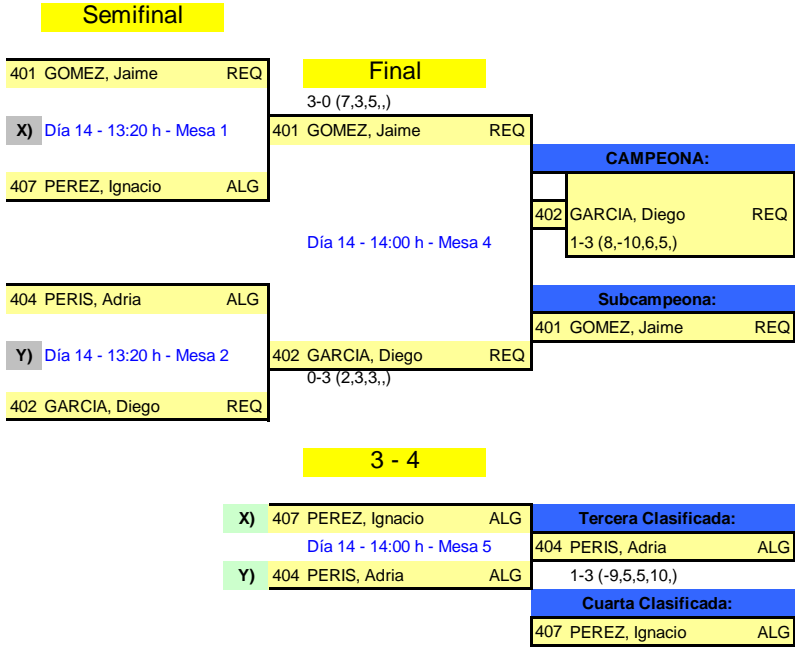 Semifinal
401 GOMEZ, Jaime REQ
Final
3-0 (7,3,5,,)
X) Día 14 - 13:20 h - Mesa 1
401 GOMEZ, Jaime REQ
CAMPEONA:
407 PEREZ, Ignacio ALG
402 GARCIA, Diego REQ
Día 14 - 14:00 h - Mesa 4
1-3 (8,-10,6,5,)
404 PERIS, Adria ALG
Subcampeona:
401 GOMEZ, Jaime REQ
Y) Día 14 - 13:20 h - Mesa 2
402 GARCIA, Diego REQ
0-3 (2,3,3,,)
402 GARCIA, Diego REQ
3 - 4
X) 407 PEREZ, Ignacio ALG
Tercera Clasificada:
Día 14 - 14:00 h - Mesa 5
404 PERIS, Adria ALG
Y) 404 PERIS, Adria ALG
1-3 (-9,5,5,10,)
Cuarta Clasificada:
407 PEREZ, Ignacio ALG